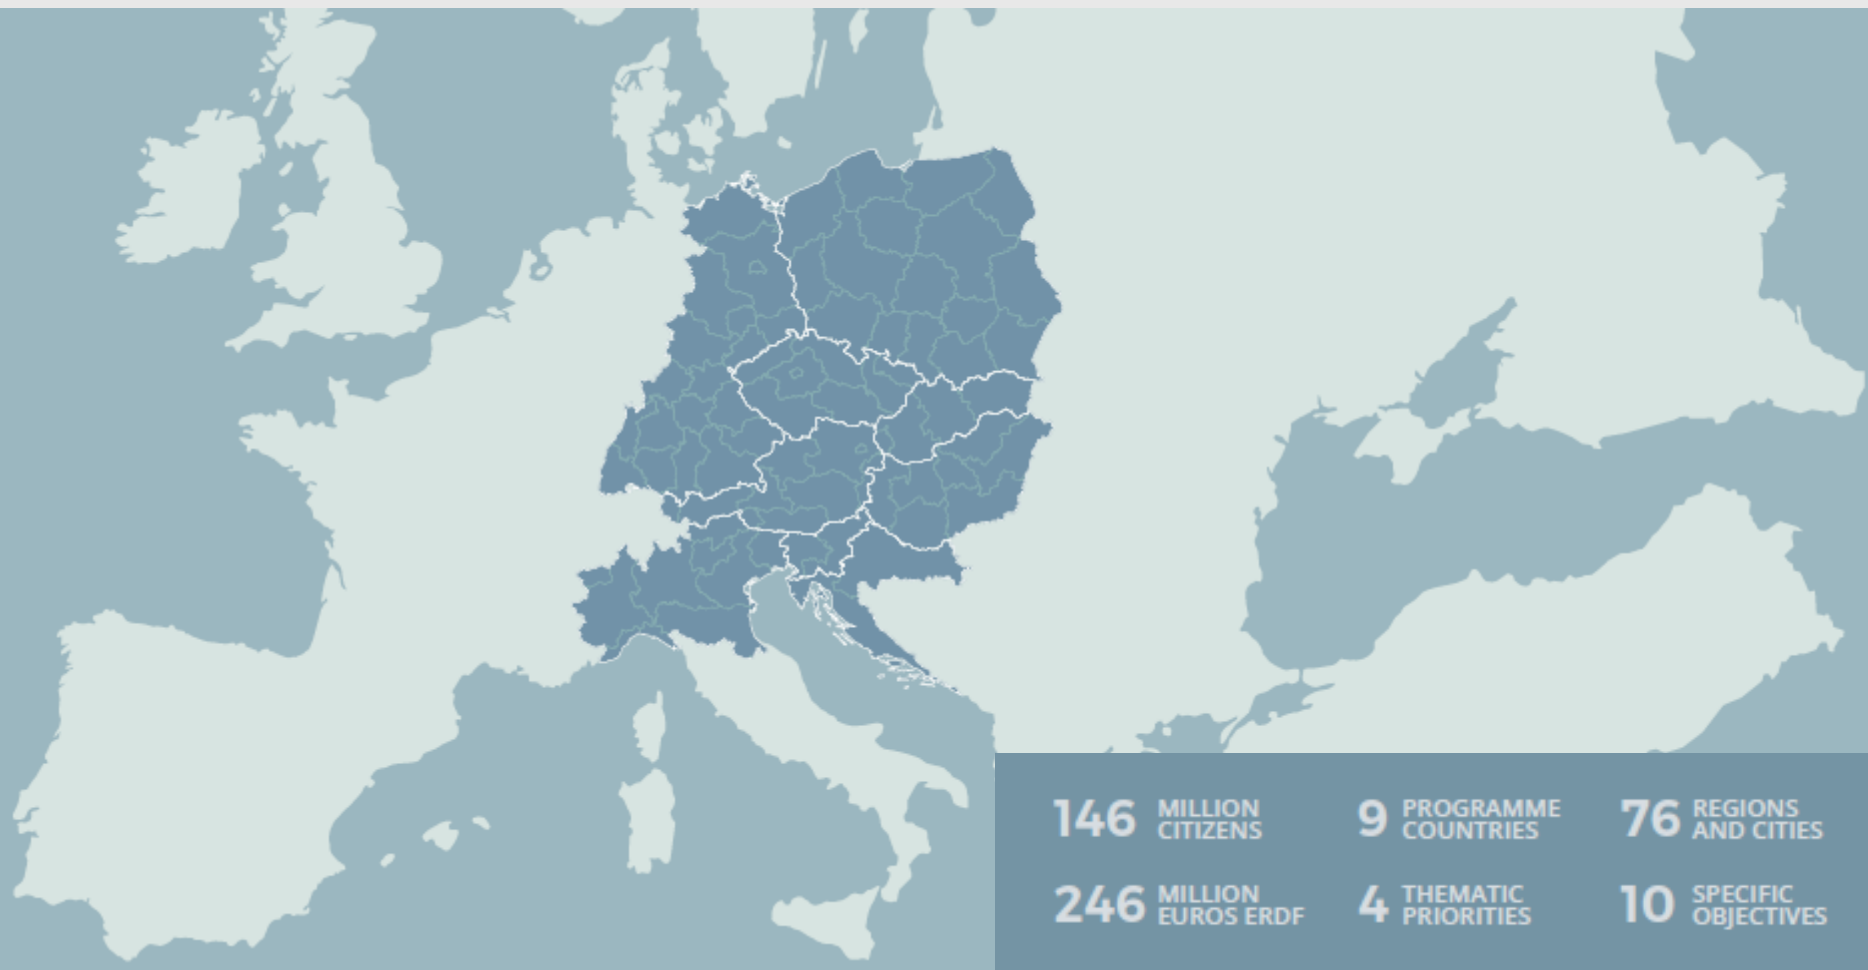 146 MILLION
CITIZENS
9 PROGRAMME
COUNTRIES
76 REGIONS
AND CITIES
246 MILLION
EUROS ERDF
4 THEMATIC
PRIORITIES
10 SPECIFIC
OBJECTIVES